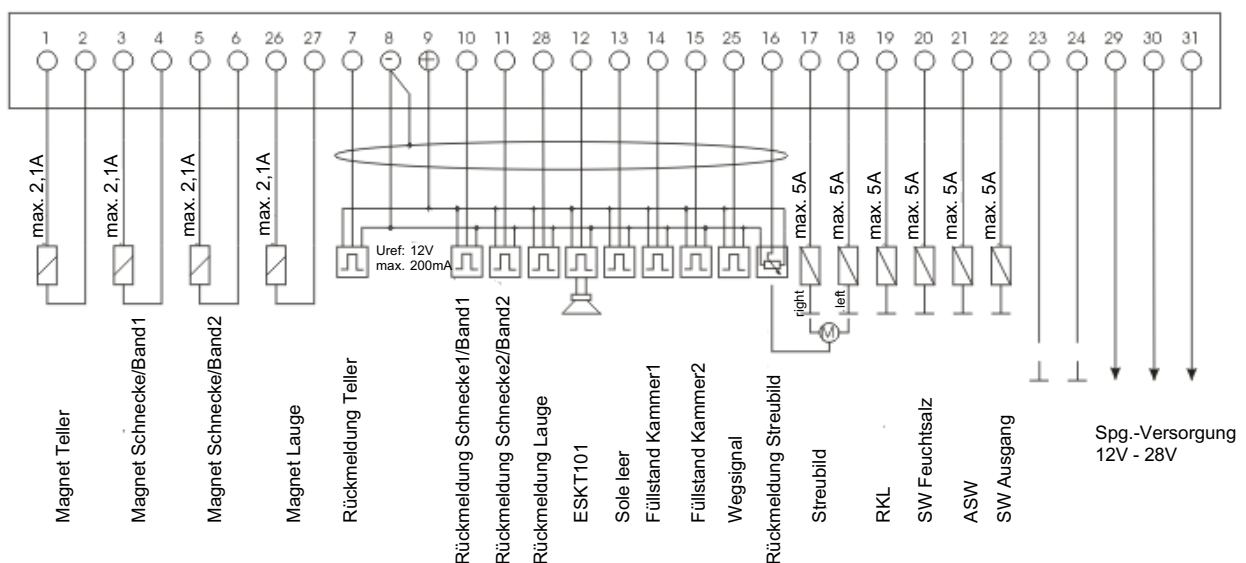 1 2 3 4 5 6 26 27 7 8 9 10 11 28 12 13 14 15 25 16 17 18 19 20 21 22 23 24 29 30 31
- +
max. 2,1A
max. 2,1A
max. 2,1A
max. 2,1A
max. 5A
max. 5A
max. 5A
max. 5A
max. 5A
max. 5A
Uref: 12V
max. 200mA
right
left
M
Magnet Teller
Magnet Schnecke/Band1
Magnet Schnecke/Band2
Magnet Lauge
Rückmeldung Teller
Rückmeldung Schnecke1/Band1
Rückmeldung Schnecke2/Band2
Rückmeldung Lauge
ESKT101
Sole leer
Füllstand Kammer1
Füllstand Kammer2
Wegsignal
Rückmeldung Streubild
Streubild
RKL
SW Feuchtsalz
ASW
SW Ausgang
Spg.-Versorgung
12V - 28V